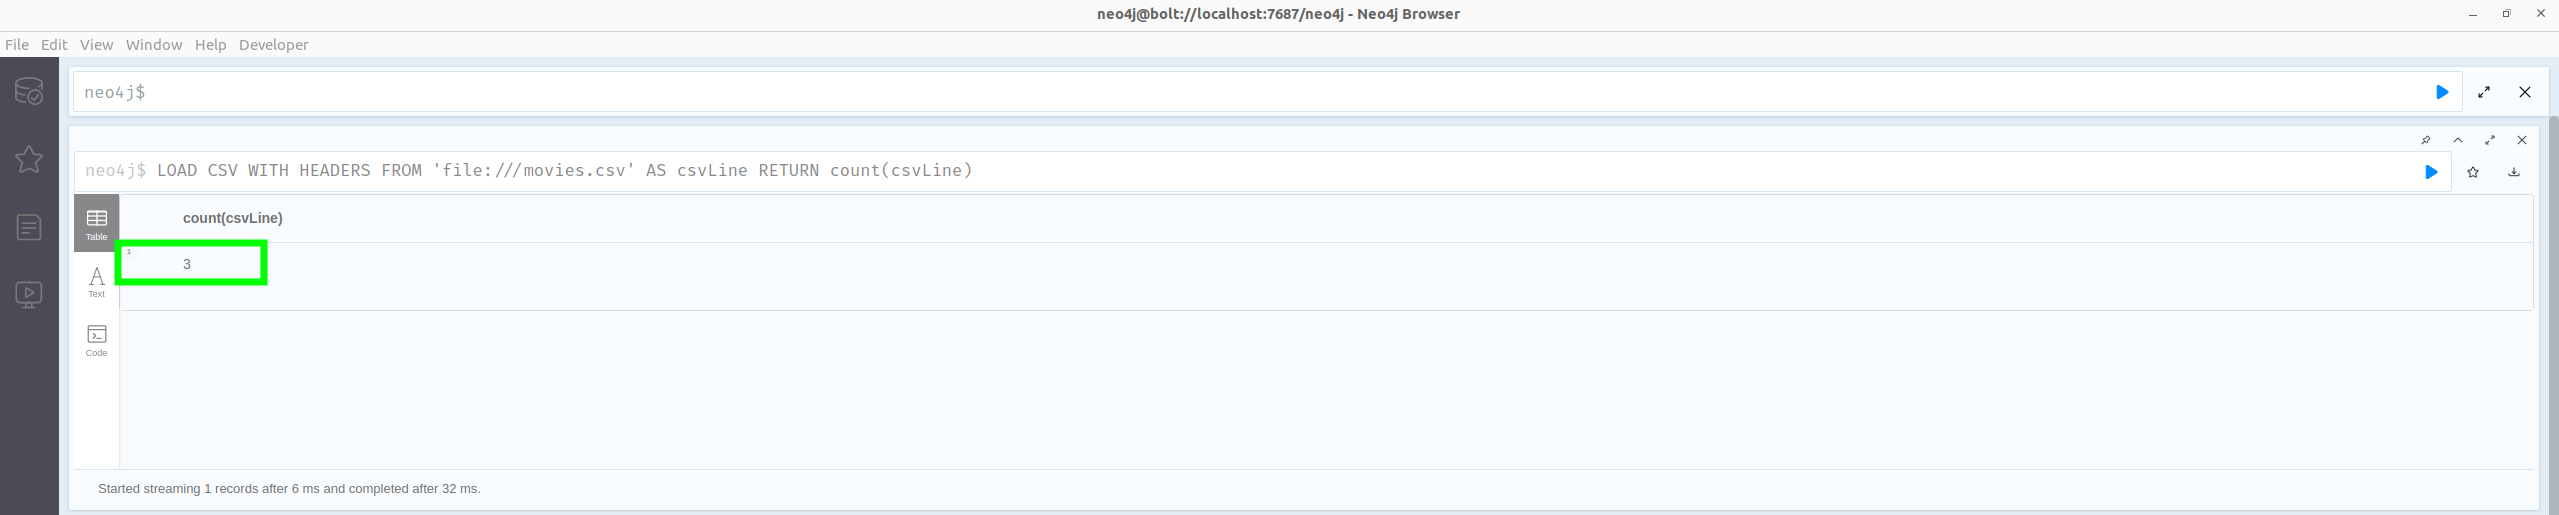 neo4j@bolt://localhost:7687/neo4j - Neo4j Browser
File Edit View Window Help Developer
neo4j$
neo4j$ LOAD CSV WITH HEADERS FROM 'file:///movies.csv' AS csvLine RETURN count(csvLine)
Table
count(csvLine)
1
3
Text
Code
Started streaming 1 records after 6 ms and completed after 32 ms.